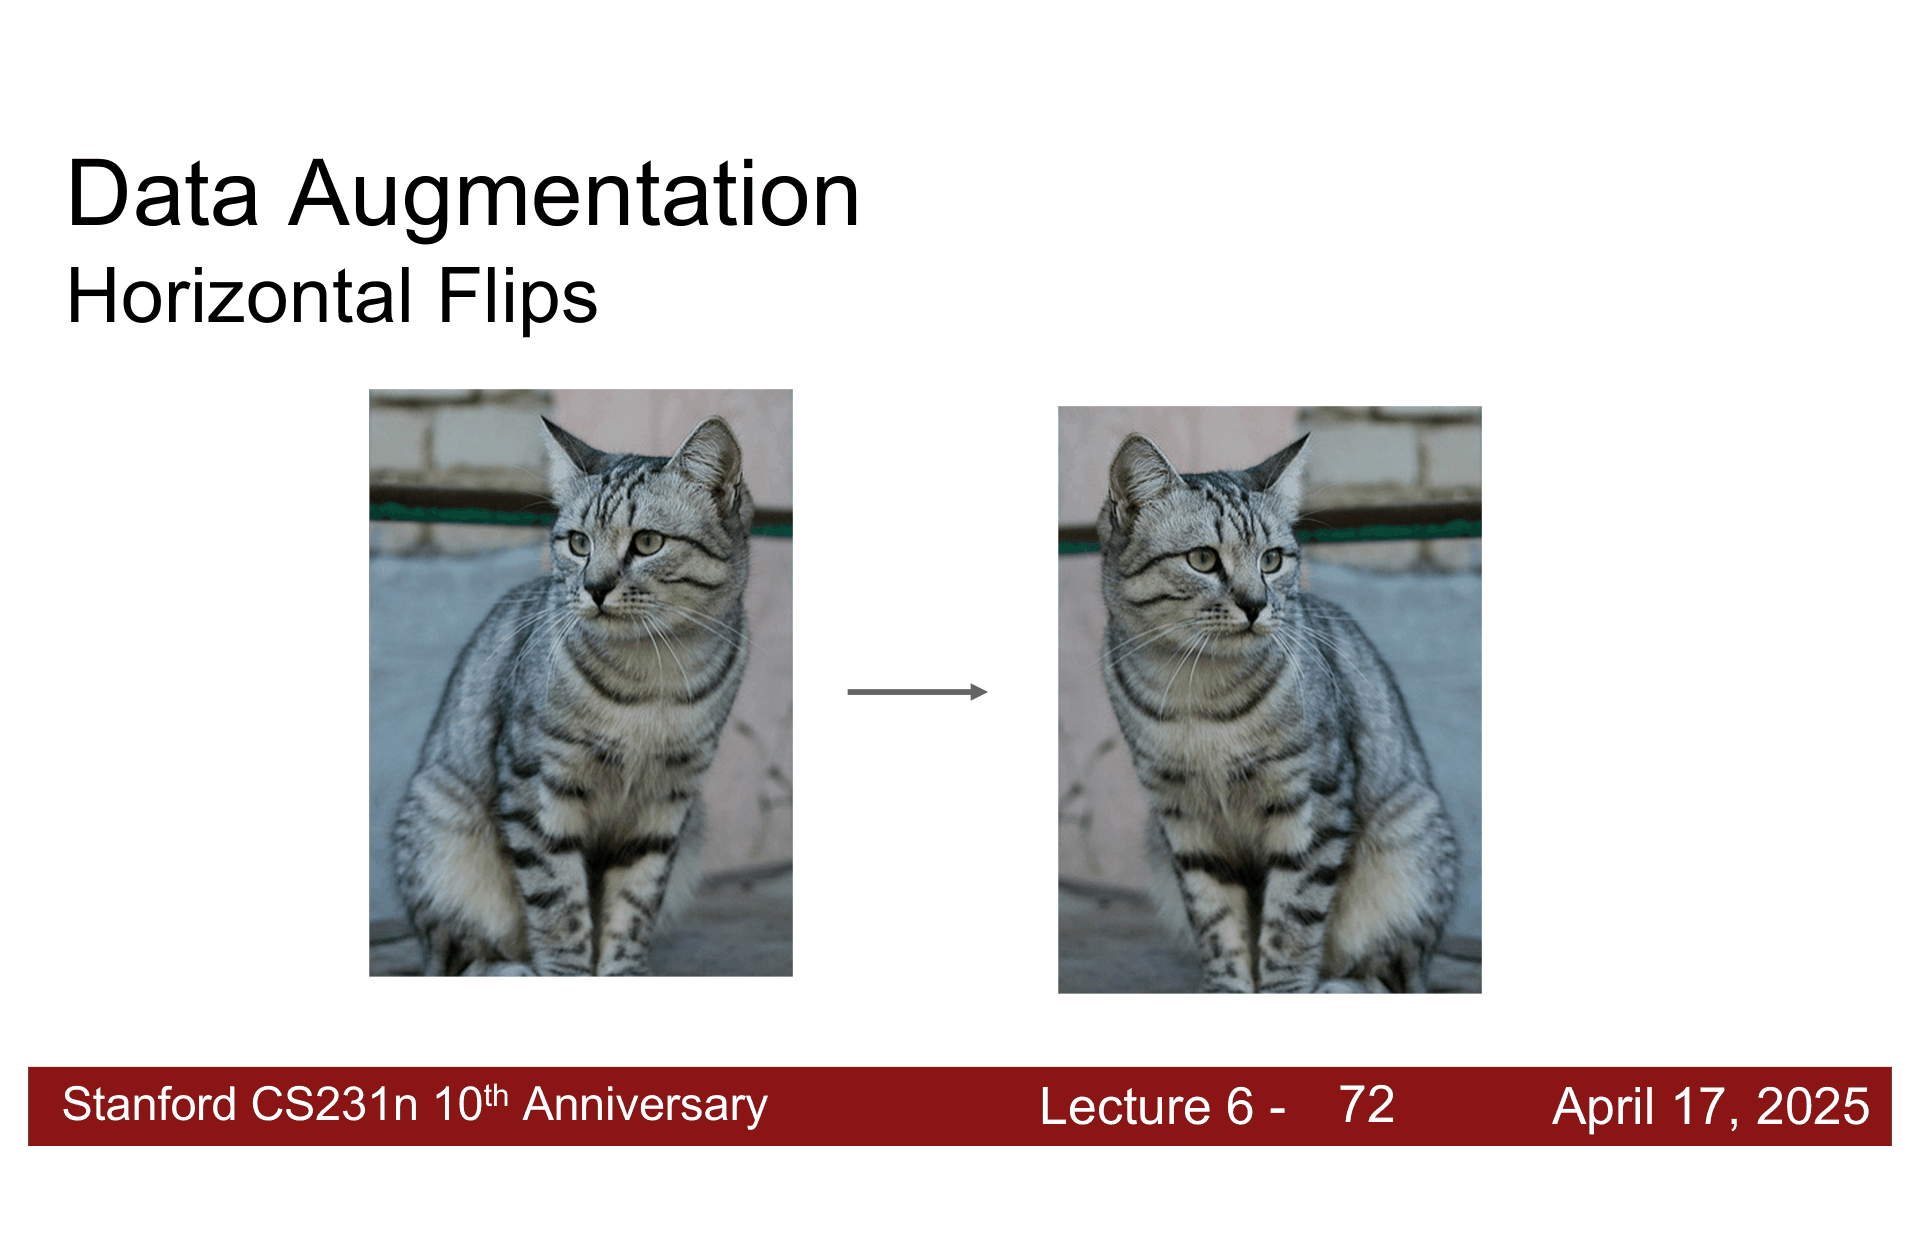 Data Augmentation
Horizontal Flips
Stanford CS231n 10th Anniversary
Lecture 6 - 72
April 17, 2025